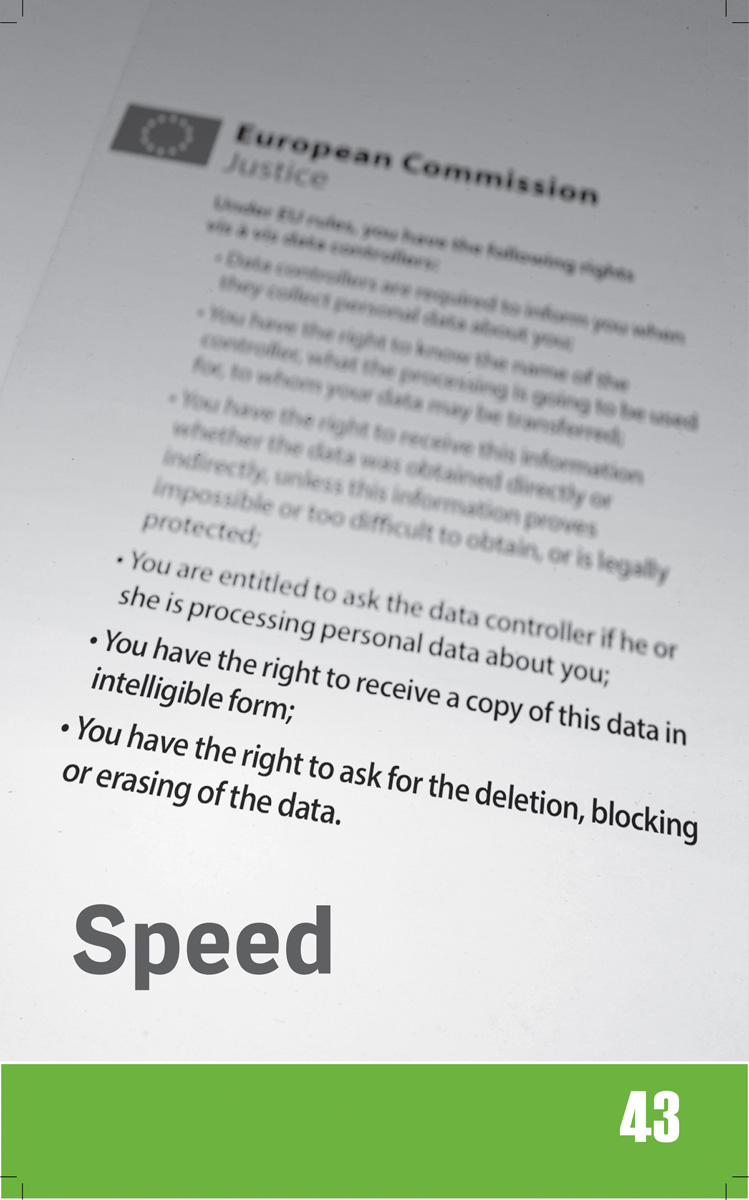 European Commission
Justice
Under EU rules, you have the following rights
vis à vis data controllers:
• Data controllers are required to inform you when
they collect personal data about you;
• You have the right to know the name of the
controller, what the processing is going to be used
for, to whom your data may be transferred;
• You have the right to receive this information
whether the data was obtained directly or
indirectly, unless this information proves
impossible or too difficult to obtain, or is legally
protected;
• You are entitled to ask the data controller if he or
she is processing personal data about you;
• You have the right to receive a copy of this data in
intelligible form;
• You have the right to ask for the deletion, blocking
or erasing of the data.
Speed
43